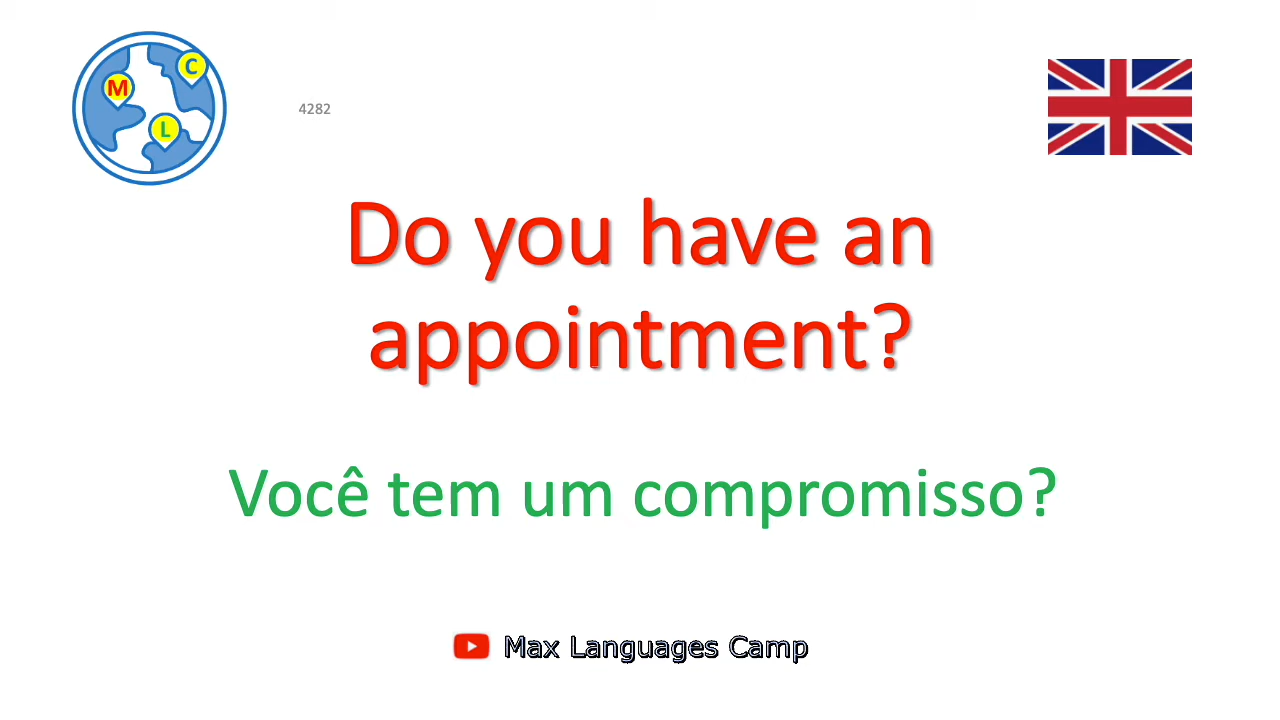 C
M
L
4282
Do you have an
appointment?
Você tem um compromisso?
Max Languages Camp